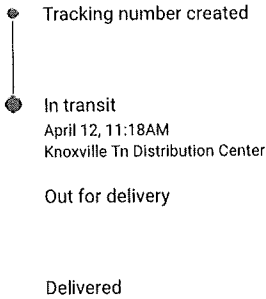 Tracking number created
In transit
April 12, 11:18AM
Knoxville Tn Distribution Center
Out for delivery
Delivered